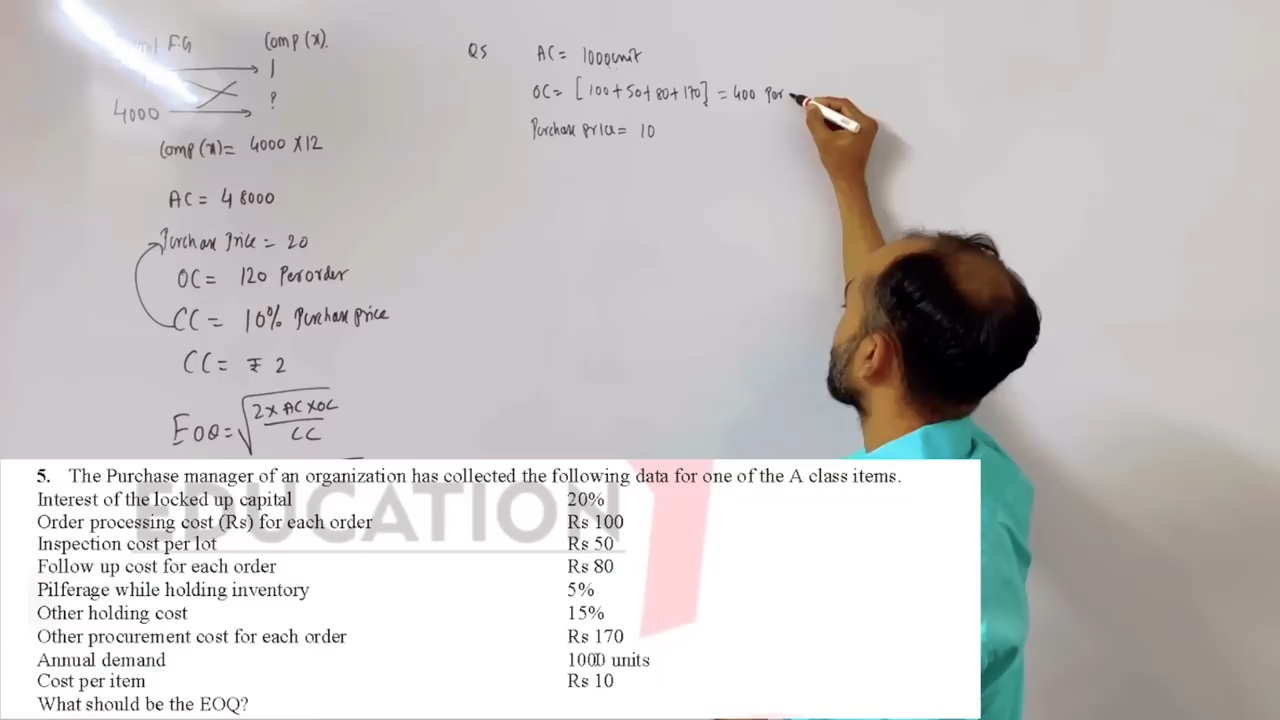 FG Comp (x).
1
4000 ?
Comp (x) = 4000 X 12
AC = 48000
Purchase Price = 20
OC = 120 Per order
CC = 10% Purchase price
CC = ₹ 2
EOQ = √2 X AC X OC
CC
Q5 AC = 1000 unit
OC = [100 + 50 + 80 + 170] = 400 Per
Purchase price = 10
5. The Purchase manager of an organization has collected the following data for one of the A class items.
Interest of the locked up capital 20%
Order processing cost (Rs) for each order Rs 100
Inspection cost per lot Rs 50
Follow up cost for each order Rs 80
Pilferage while holding inventory 5%
Other holding cost 15%
Other procurement cost for each order Rs 170
Annual demand 1000 units
Cost per item Rs 10
What should be the EOQ?
EDUCATION